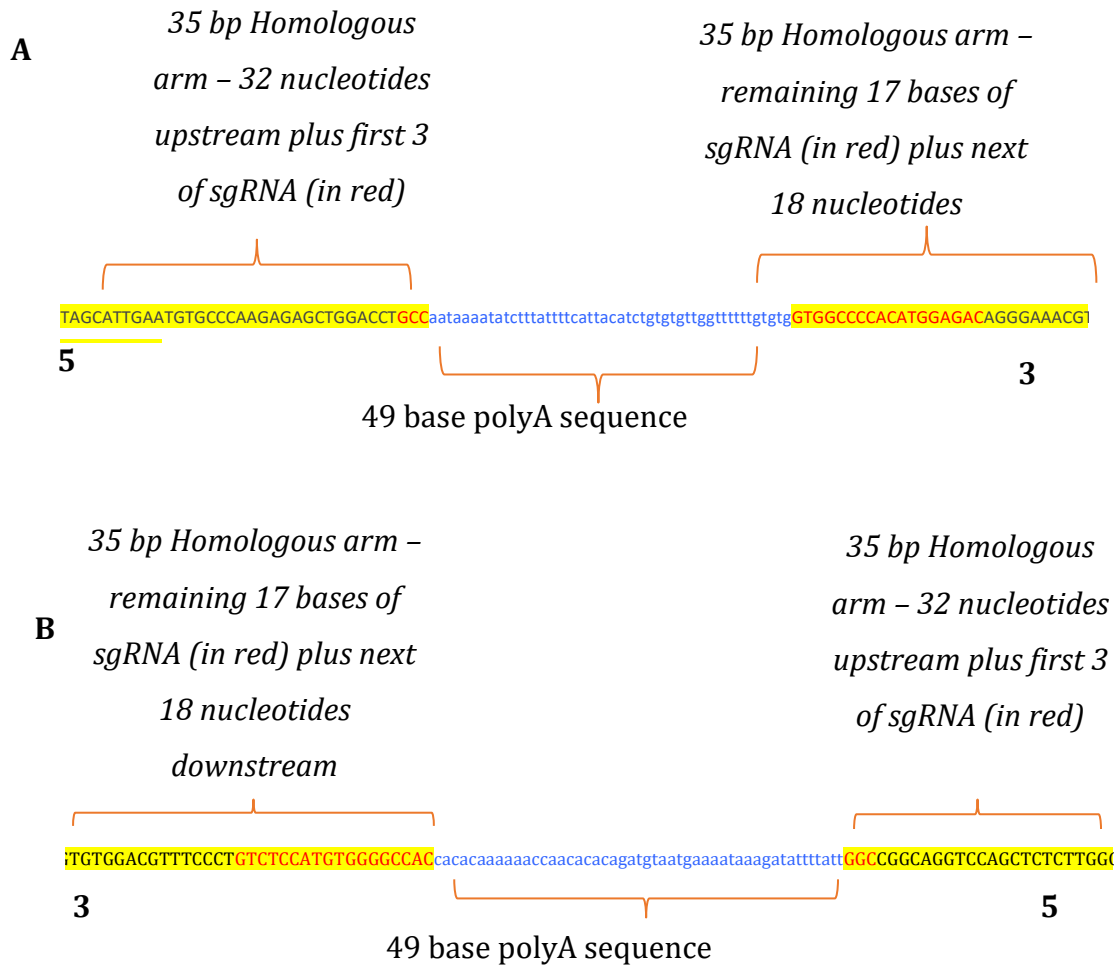 A
35 bp Homologous
arm – 32 nucleotides
upstream plus first 3
of sgRNA (in red)
35 bp Homologous arm –
remaining 17 bases of
sgRNA (in red) plus next
18 nucleotides
TAGCATTGAATGTGCCCAAGAGAGCTGGACCTGCCaataaaatatctttattttcattacatctgtgtgttggttttttgtgtgGTGGCCCCACATGGAGACAGGGAAACGT
5
3
49 base polyA sequence
B
35 bp Homologous arm –
remaining 17 bases of
sgRNA (in red) plus next
18 nucleotides
downstream
35 bp Homologous
arm – 32 nucleotides
upstream plus first 3
of sgRNA (in red)
GTGTGGACGTTTCCCTGTCTCCATGTGGGGCCACcacacaaaaaaccaacacacagatgtaatgaaaataaagatattttattGGCCGGCAGGTCCAGCTCTCTTGGG
3
5
49 base polyA sequence